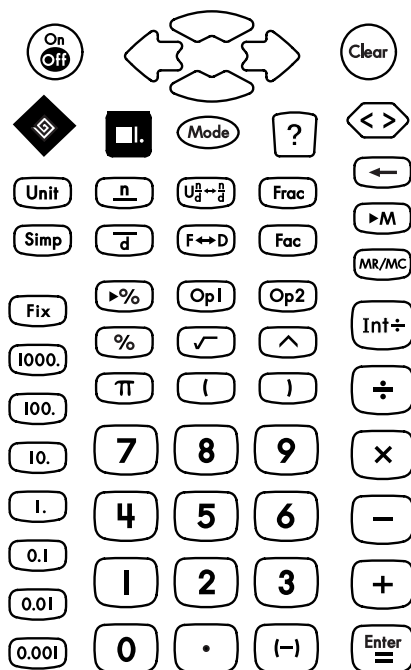 On
Off
Clear
Mode
?
< >
←
Unit
n
U n/d ↔ n/d
Frac
►M
Simp
d
F↔D
Fac
MR/MC
►%
Op1
Op2
Fix
Int÷
%
√
^
1000.
π
(
)
÷
100.
7
8
9
×
10.
1.
4
5
6
−
0.1
1
2
3
+
0.01
0
.
(−)
Enter
=
0.001